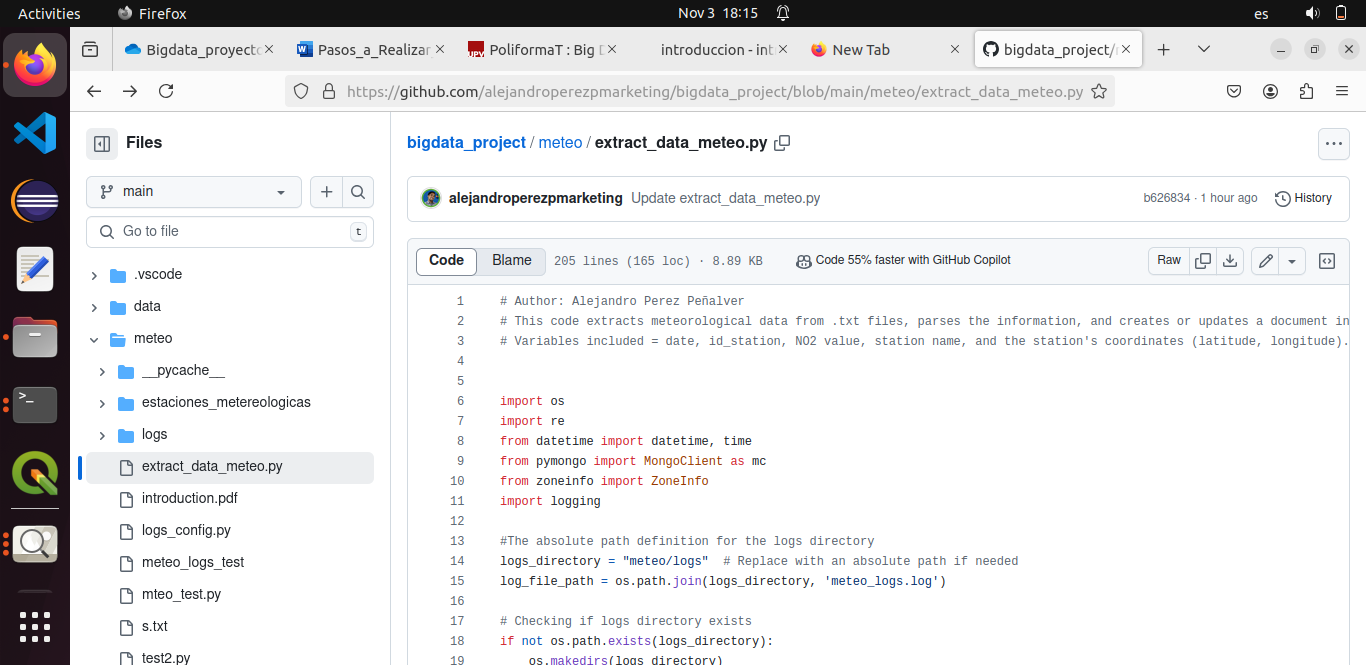 Activities
Firefox
Nov 3 18:15
es
Bigdata_proyecto
Pasos_a_Realizar
PoliformaT : Big D
introduccion - int
New Tab
bigdata_project/m
https://github.com/alejandroperezpmarketing/bigdata_project/blob/main/meteo/extract_data_meteo.py
Files
main
Go to file
t
.vscode
data
meteo
__pycache__
estaciones_metereologicas
logs
extract_data_meteo.py
introduction.pdf
logs_config.py
meteo_logs_test
mteo_test.py
s.txt
test2.py
bigdata_project / meteo / extract_data_meteo.py
alejandroperezpmarketing Update extract_data_meteo.py
b626834 · 1 hour ago
History
Code
Blame
205 lines (165 loc) · 8.89 KB
Code 55% faster with GitHub Copilot
Raw
1 # Author: Alejandro Perez Peñalver
2 # This code extracts meteorological data from .txt files, parses the information, and creates or updates a document in
3 # Variables included = date, id_station, NO2 value, station name, and the station's coordinates (latitude, longitude).
4
5
6 import os
7 import re
8 from datetime import datetime, time
9 from pymongo import MongoClient as mc
10 from zoneinfo import ZoneInfo
11 import logging
12
13 #The absolute path definition for the logs directory
14 logs_directory = "meteo/logs" # Replace with an absolute path if needed
15 log_file_path = os.path.join(logs_directory, 'meteo_logs.log')
16
17 # Checking if logs directory exists
18 if not os.path.exists(logs_directory):
19 os.makedirs(logs_directory)